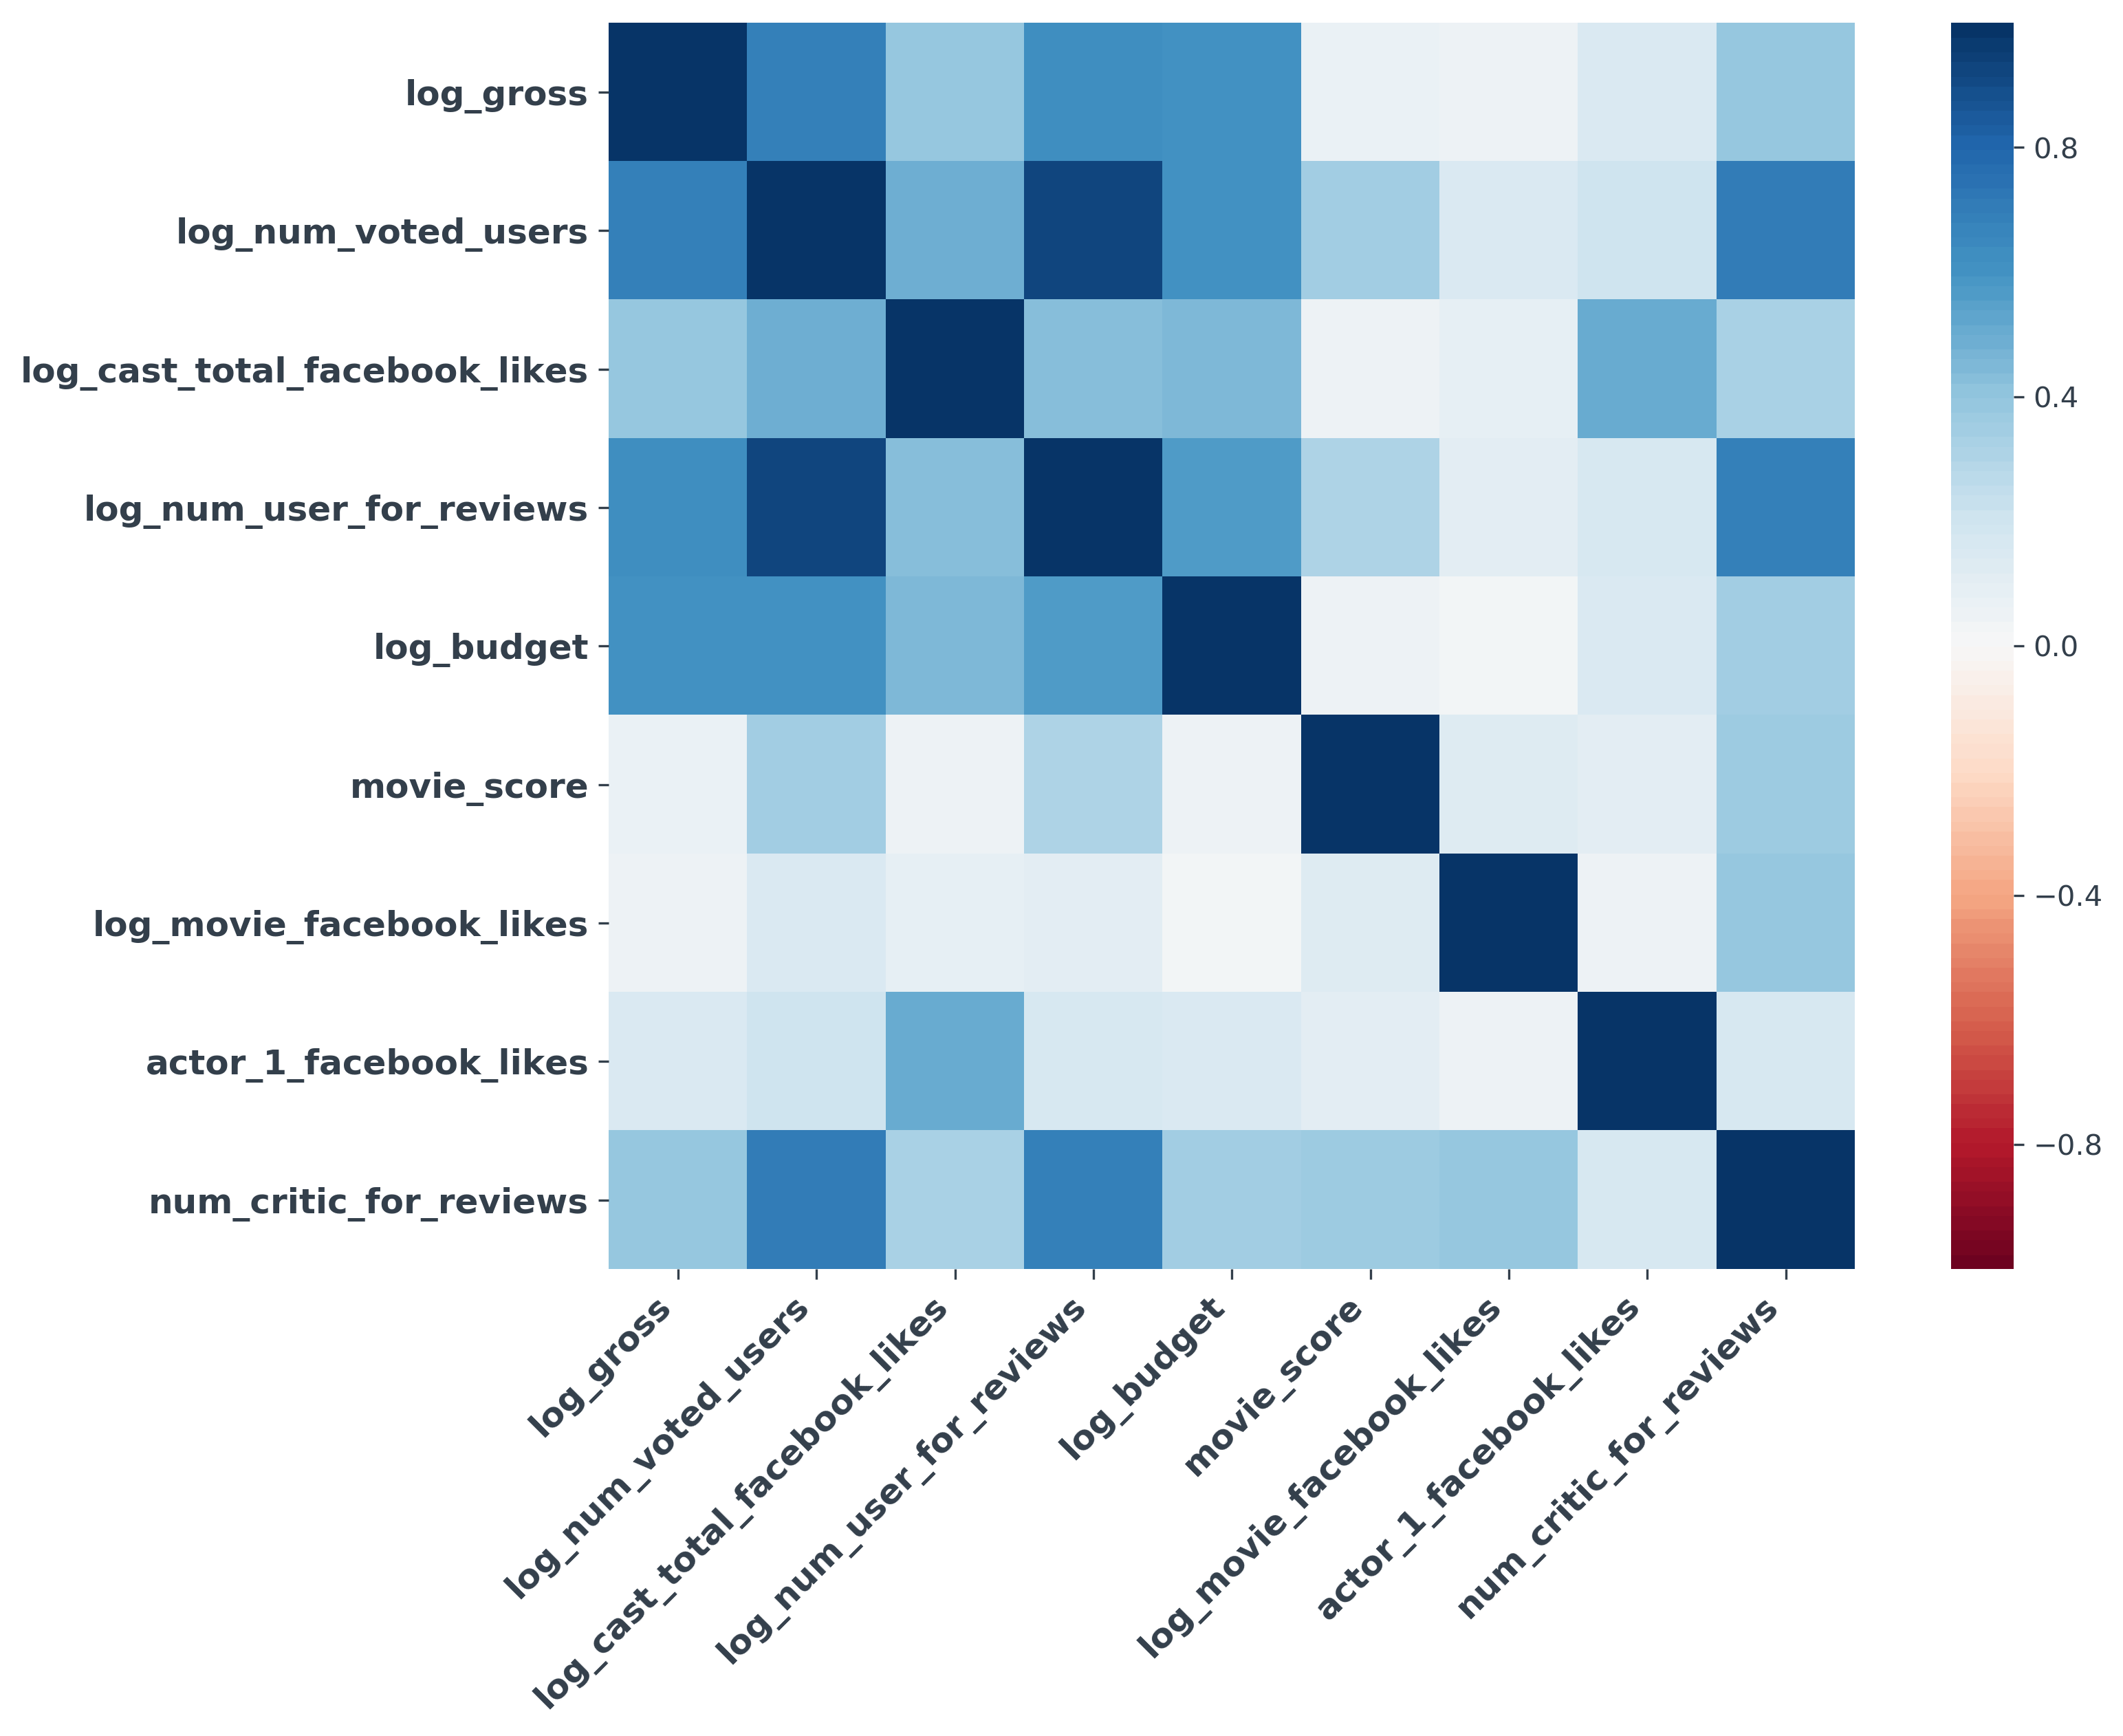 log_gross
log_num_voted_users
log_cast_total_facebook_likes
log_num_user_for_reviews
log_budget
movie_score
log_movie_facebook_likes
actor_1_facebook_likes
num_critic_for_reviews
log_gross
log_num_voted_users
log_cast_total_facebook_likes
log_num_user_for_reviews
log_budget
movie_score
log_movie_facebook_likes
actor_1_facebook_likes
num_critic_for_reviews
0.8
0.4
0.0
−0.4
−0.8